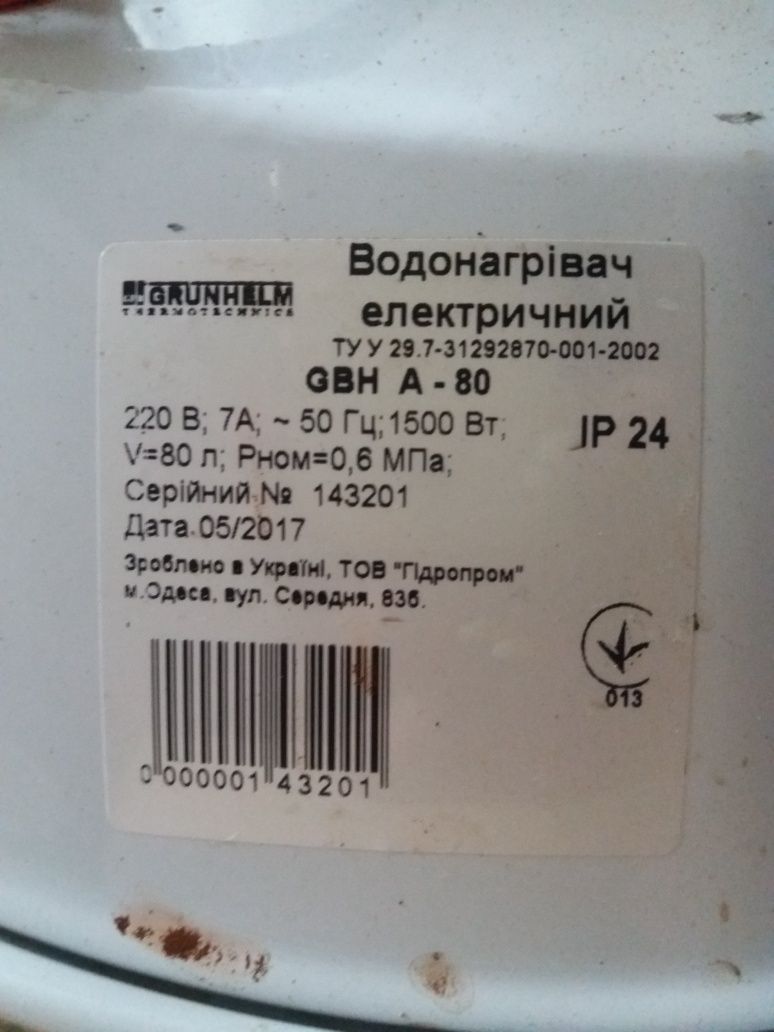 GRUNHELM
THERMOTECHNICS
Водонагрівач
електричний
ТУ У 29.7-31292870-001-2002
GBH A - 80
220 В; 7А; ~ 50 Гц; 1500 Вт;
IP 24
V=80 л; Рном=0,6 МПа;
Серійний № 143201
Дата 05/2017
Зроблено в Україні, ТОВ "Гідропром"
м.Одеса, вул. Середня, 83б.
013
0 000001 43201